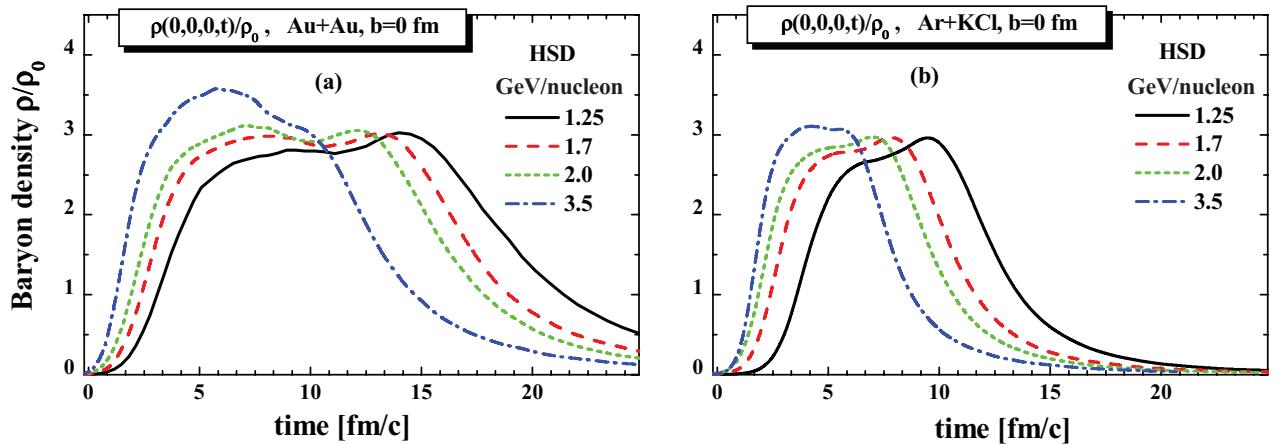 ρ(0,0,0,t)/ρ₀ , Au+Au, b=0 fm
(a)
HSD
GeV/nucleon
1.25
1.7
2.0
3.5
Baryon density ρ/ρ₀
4
3
2
1
0
0 5 10 15 20
time [fm/c]
ρ(0,0,0,t)/ρ₀ , Ar+KCl, b=0 fm
(b)
HSD
GeV/nucleon
1.25
1.7
2.0
3.5
4
3
2
1
0
0 5 10 15 20
time [fm/c]